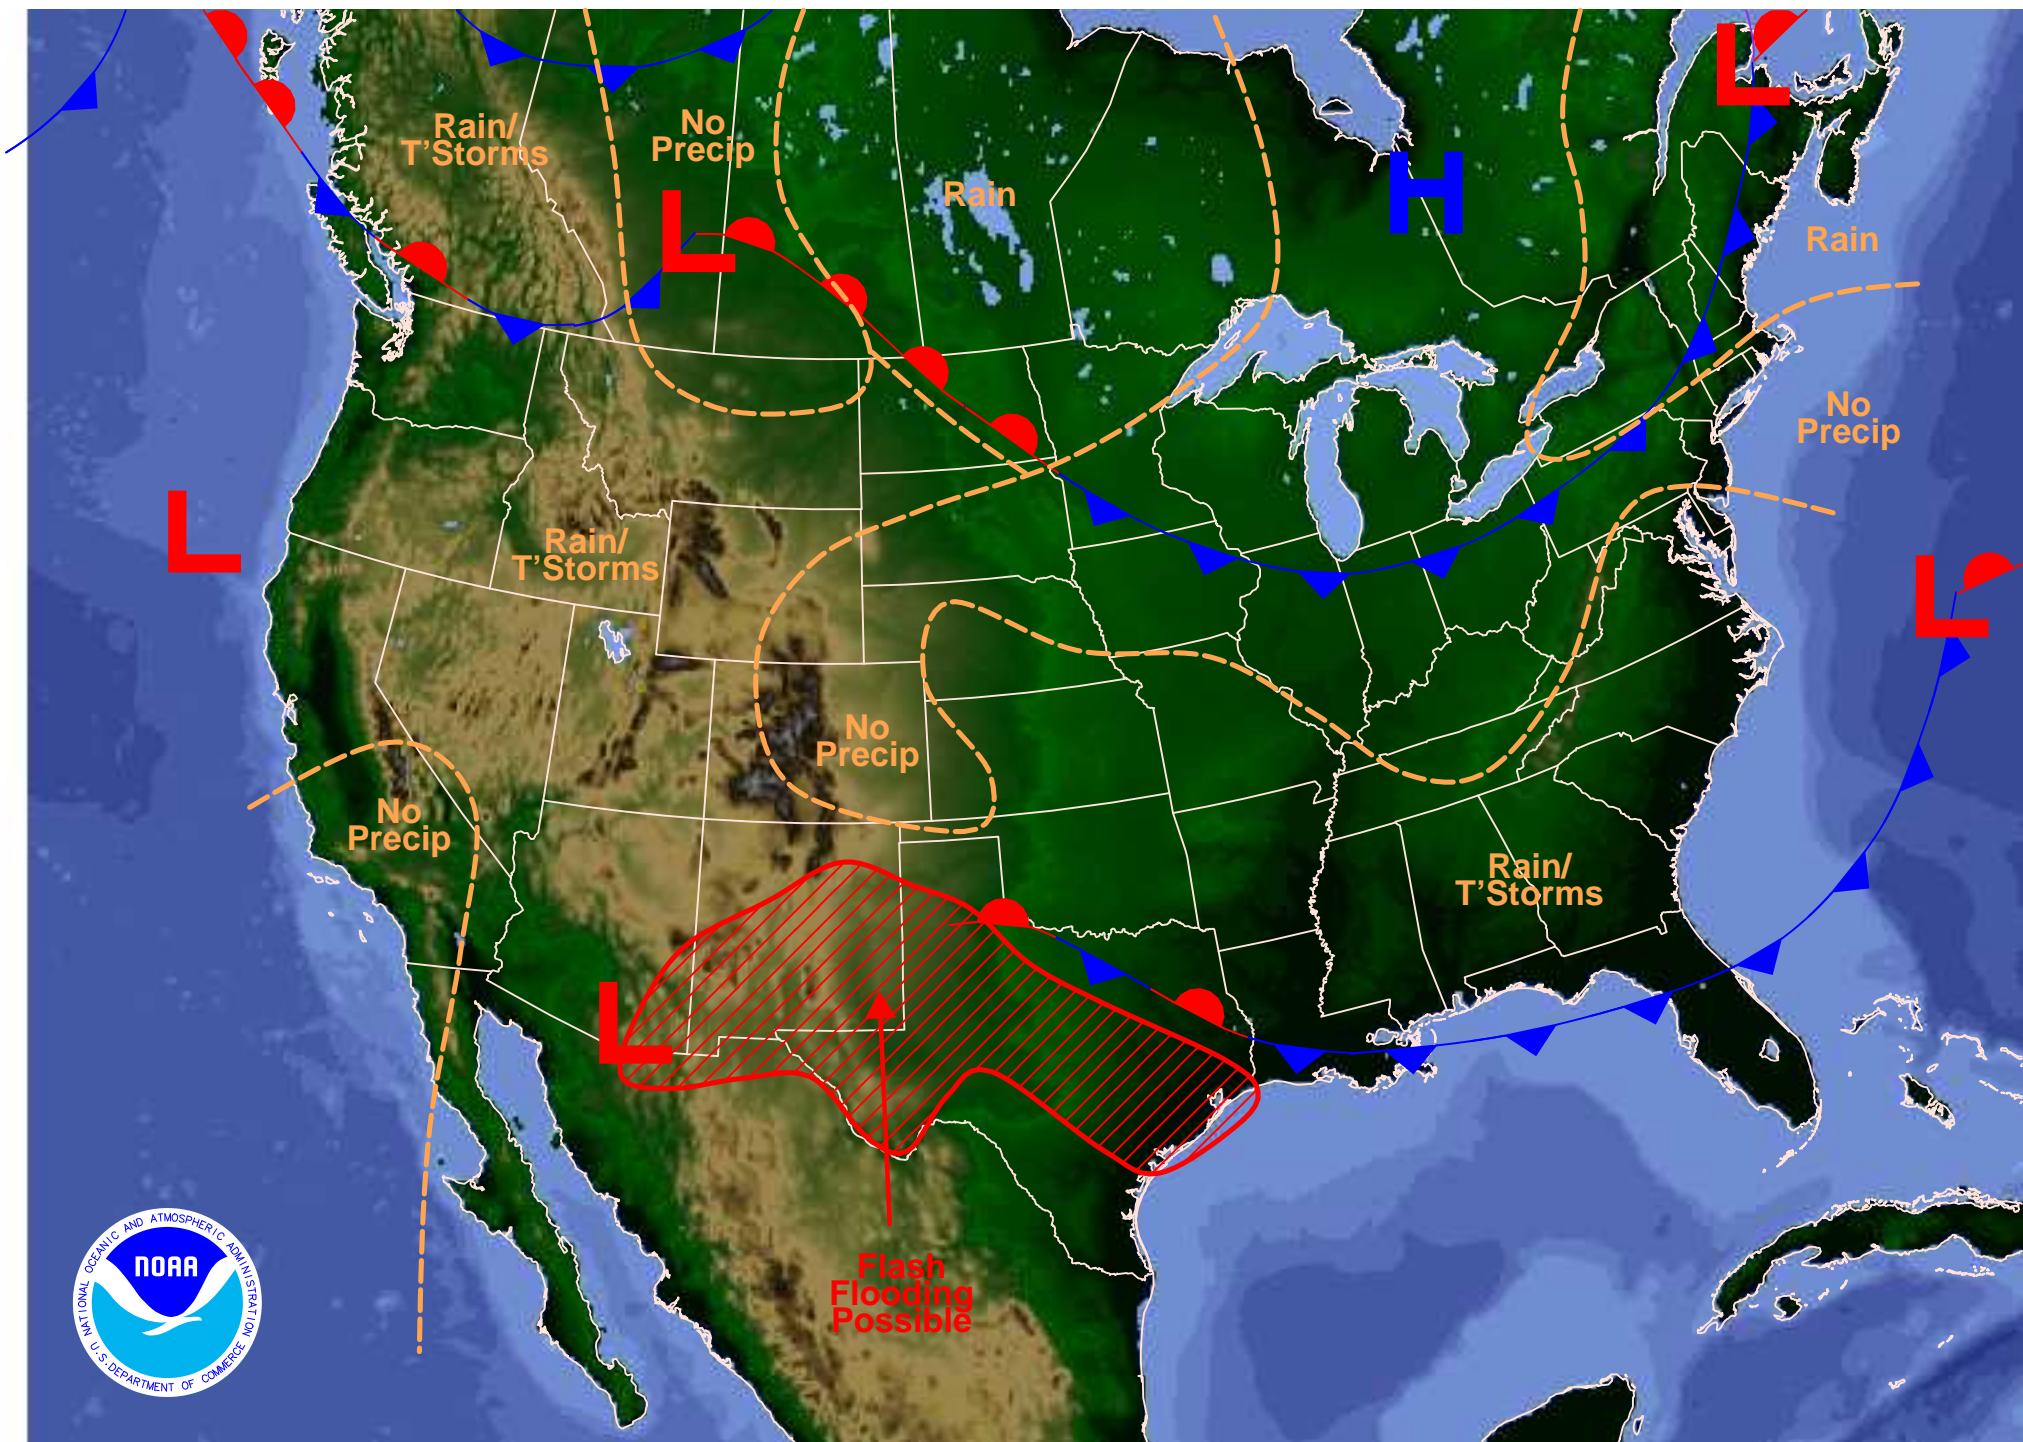 L
Rain/
T'Storms
No
Precip
Rain
H
L
Rain
No
Precip
L
Rain/
T'Storms
L
No
Precip
No
Precip
Rain/
T'Storms
L
L
Flash
Flooding
Possible
NATIONAL OCEANIC AND ATMOSPHERIC ADMINISTRATION
NOAA
U.S. DEPARTMENT OF COMMERCE